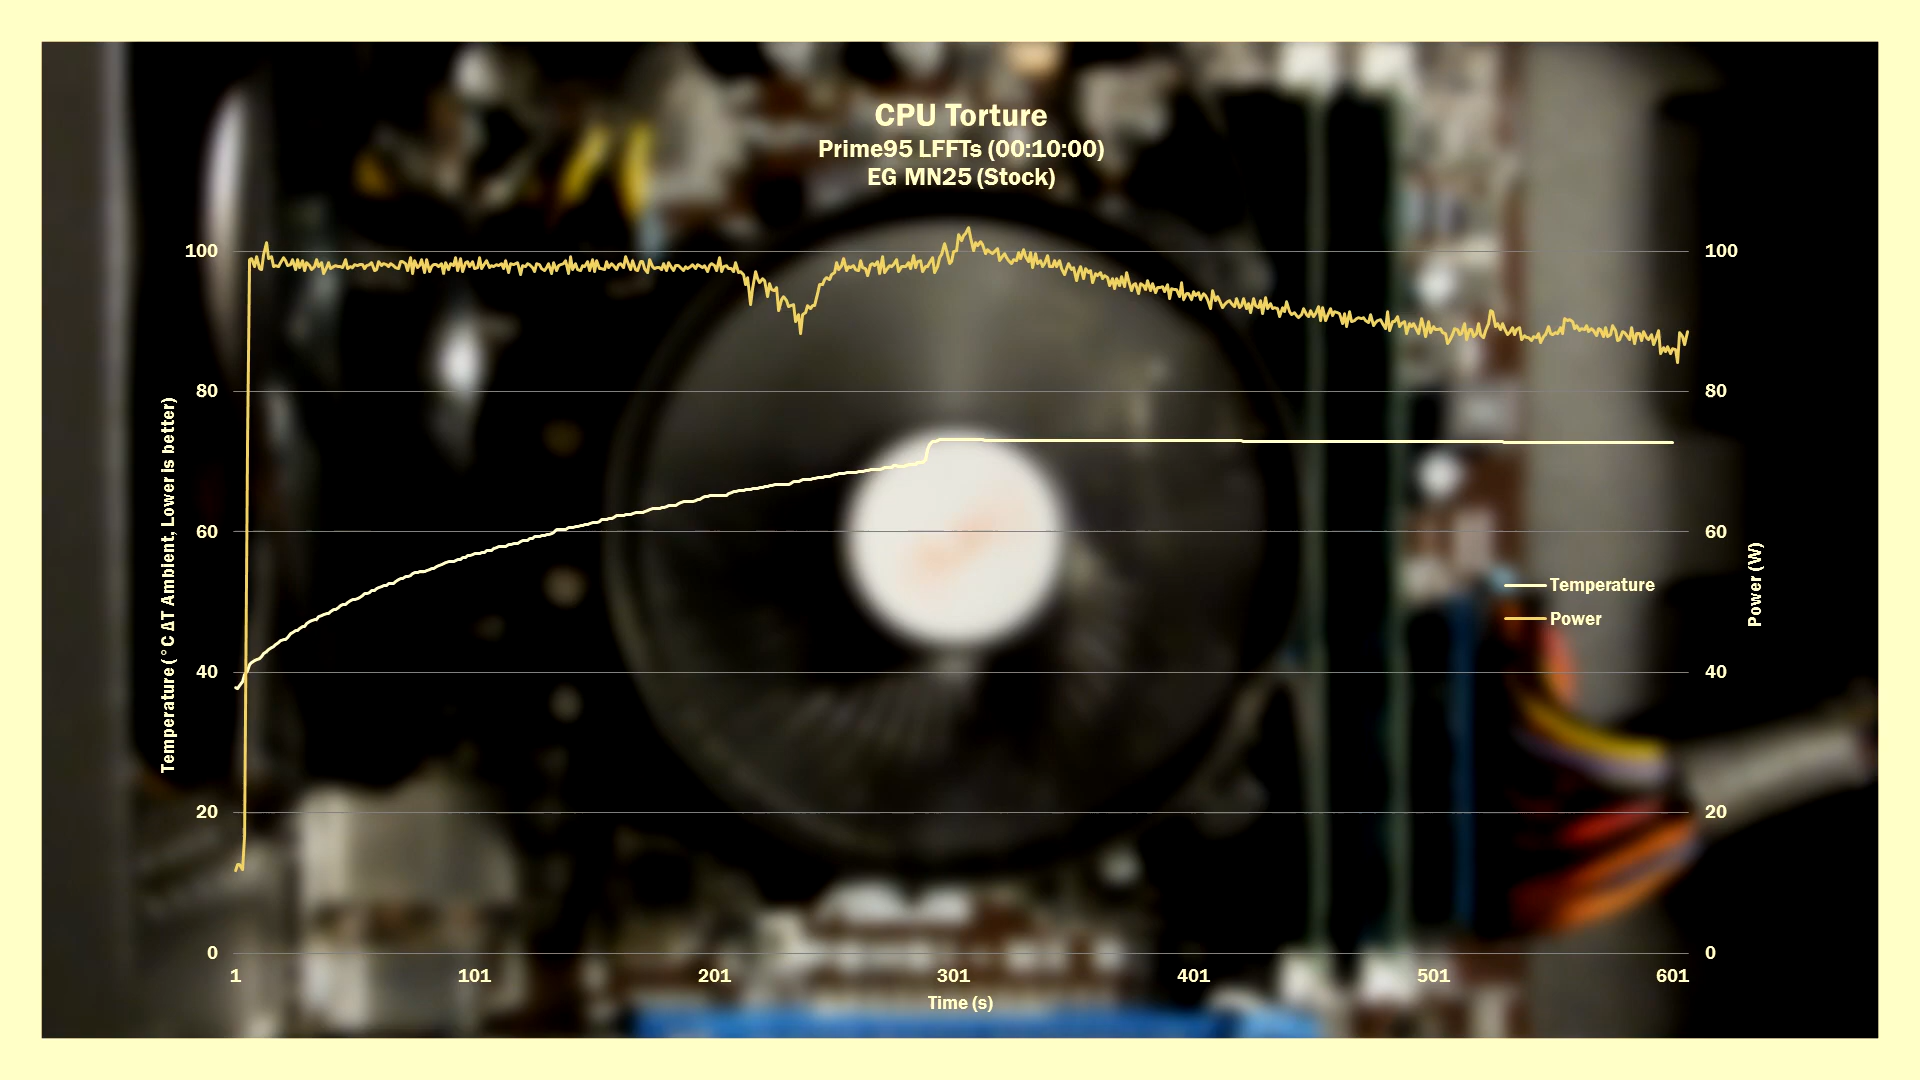 CPU Torture
Prime95 LFFTs (00:10:00)
EG MN25 (Stock)
Temperature (°C ΔT Ambient, Lower is better)
100
80
60
40
20
0
100
80
60
40
20
0
Power (W)
Temperature
Power
1 101 201 301 401 501 601
Time (s)